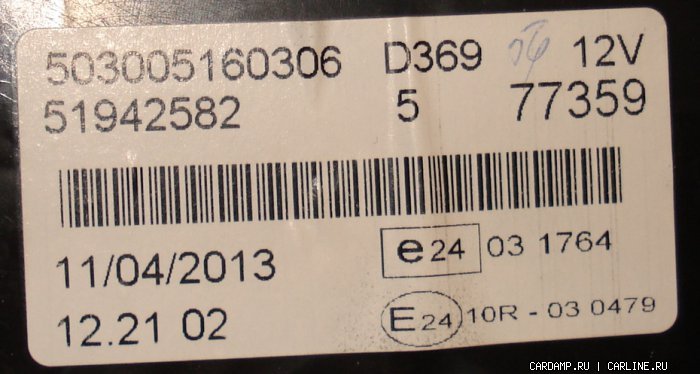 503005160306 D369 12V
51942582 5 77359
11/04/2013 e24 03 1764
12.21 02 E24 10R - 03 0479
CARDAMP.RU | CARLINE.RU